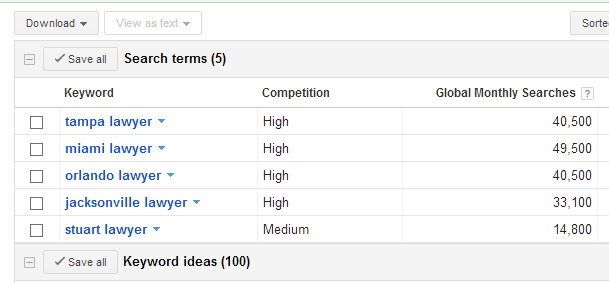 Download View as text Sorte
Save all Search terms (5)
Keyword Competition Global Monthly Searches ?
tampa lawyer High 40,500
miami lawyer High 49,500
orlando lawyer High 40,500
jacksonville lawyer High 33,100
stuart lawyer Medium 14,800
Save all Keyword ideas (100)